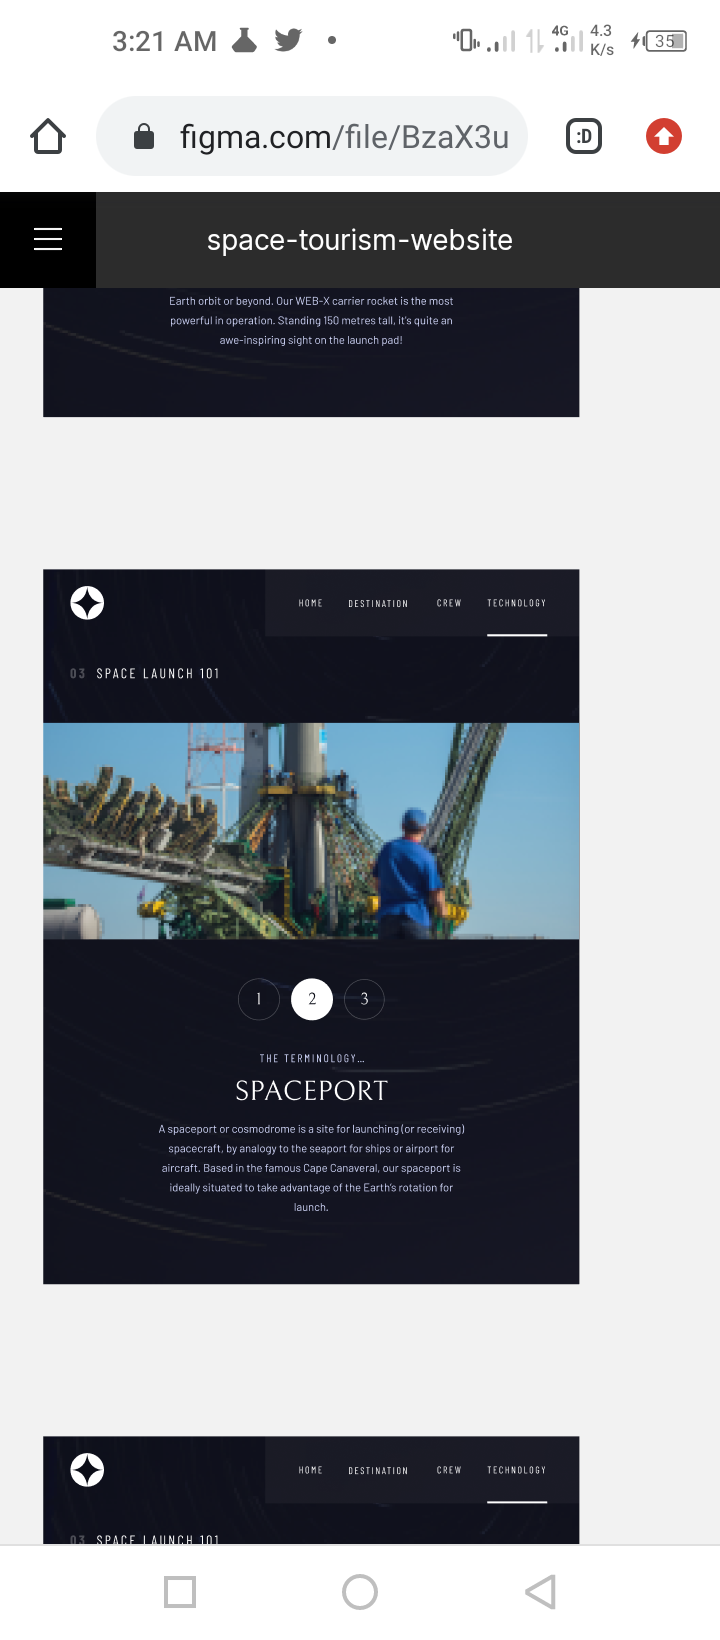 3:21 AM
4G
4.3
K/s
35
figma.com/file/BzaX3u
:D
space-tourism-website
Earth orbit or beyond. Our WEB-X carrier rocket is the most
powerful in operation. Standing 150 metres tall, it's quite an
awe-inspiring sight on the launch pad!
HOME DESTINATION CREW TECHNOLOGY
03 SPACE LAUNCH 101
1 2 3
THE TERMINOLOGY...
SPACEPORT
A spaceport or cosmodrome is a site for launching (or receiving)
spacecraft, by analogy to the seaport for ships or airport for
aircraft. Based in the famous Cape Canaveral, our spaceport is
ideally situated to take advantage of the Earth's rotation for
launch.
HOME DESTINATION CREW TECHNOLOGY
03 SPACE LAUNCH 101